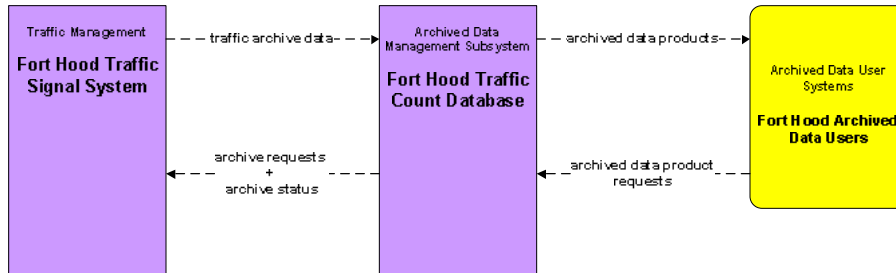 Traffic Management
Fort Hood Traffic
Signal System
traffic archive data
archive requests
+
archive status
Archived Data
Management Subsystem
Fort Hood Traffic
Count Database
archived data products
archived data product
requests
Archived Data User
Systems
Fort Hood Archived
Data Users